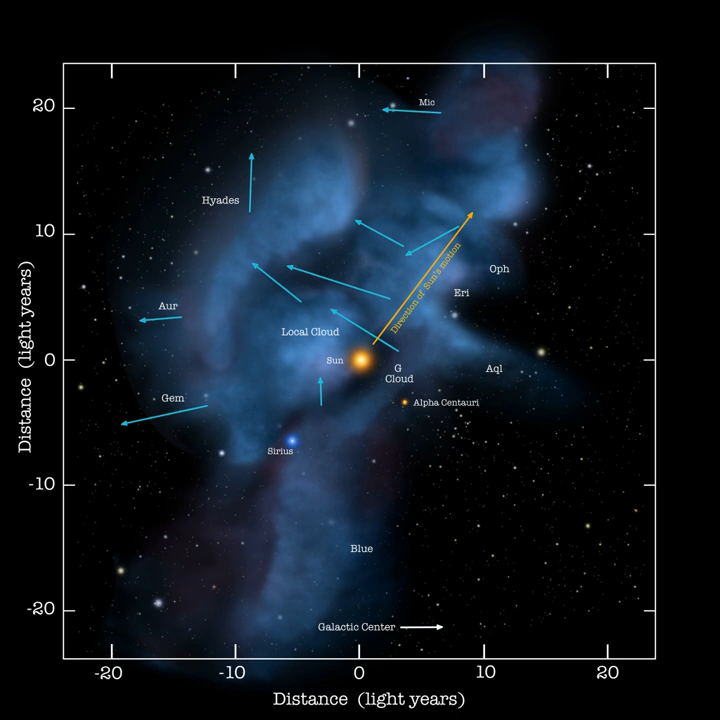 20
10
0
-10
-20
Distance (light years)
Mic
Hyades
Oph
Direction of Sun's motion
Eri
Aur
Local Cloud
Sun
G
Cloud
Aql
Gem
Alpha Centauri
Sirius
Blue
Galactic Center
-20
-10
0
10
20
Distance (light years)